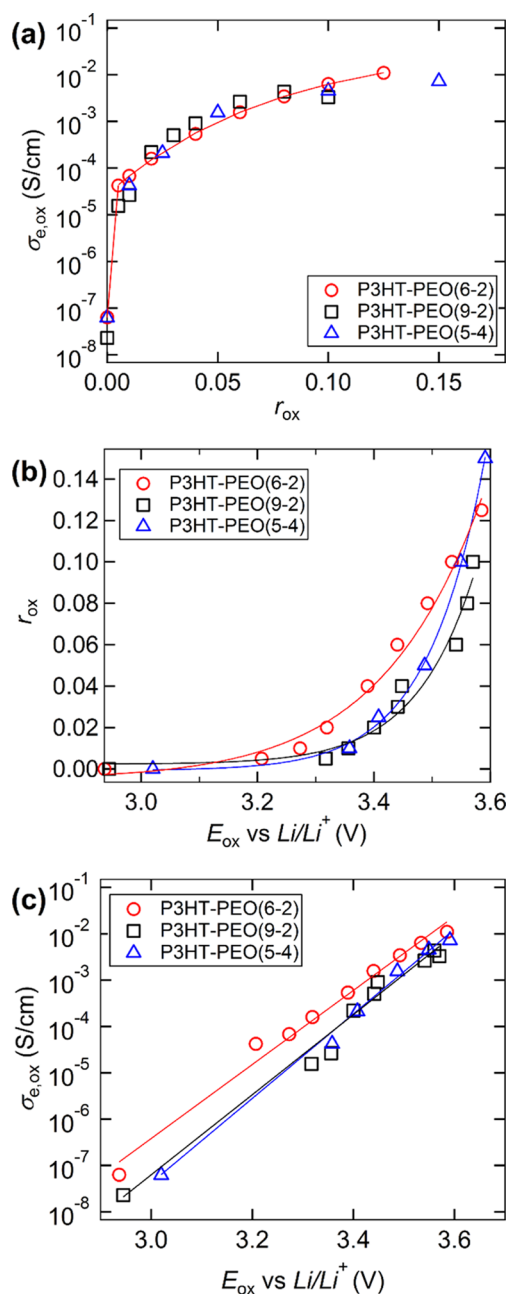 (a)
10⁻¹
10⁻²
10⁻³
10⁻⁴
10⁻⁵
10⁻⁶
10⁻⁷
10⁻⁸
σe,ox (S/cm)
P3HT-PEO(6-2)
P3HT-PEO(9-2)
P3HT-PEO(5-4)
0.00 0.05 0.10 0.15
rox
(b)
0.14
0.12
0.10
0.08
0.06
0.04
0.02
0.00
rox
P3HT-PEO(6-2)
P3HT-PEO(9-2)
P3HT-PEO(5-4)
3.0 3.2 3.4 3.6
Eox vs Li/Li⁺ (V)
(c)
10⁻¹
10⁻²
10⁻³
10⁻⁴
10⁻⁵
10⁻⁶
10⁻⁷
10⁻⁸
σe,ox (S/cm)
P3HT-PEO(6-2)
P3HT-PEO(9-2)
P3HT-PEO(5-4)
3.0 3.2 3.4 3.6
Eox vs Li/Li⁺ (V)